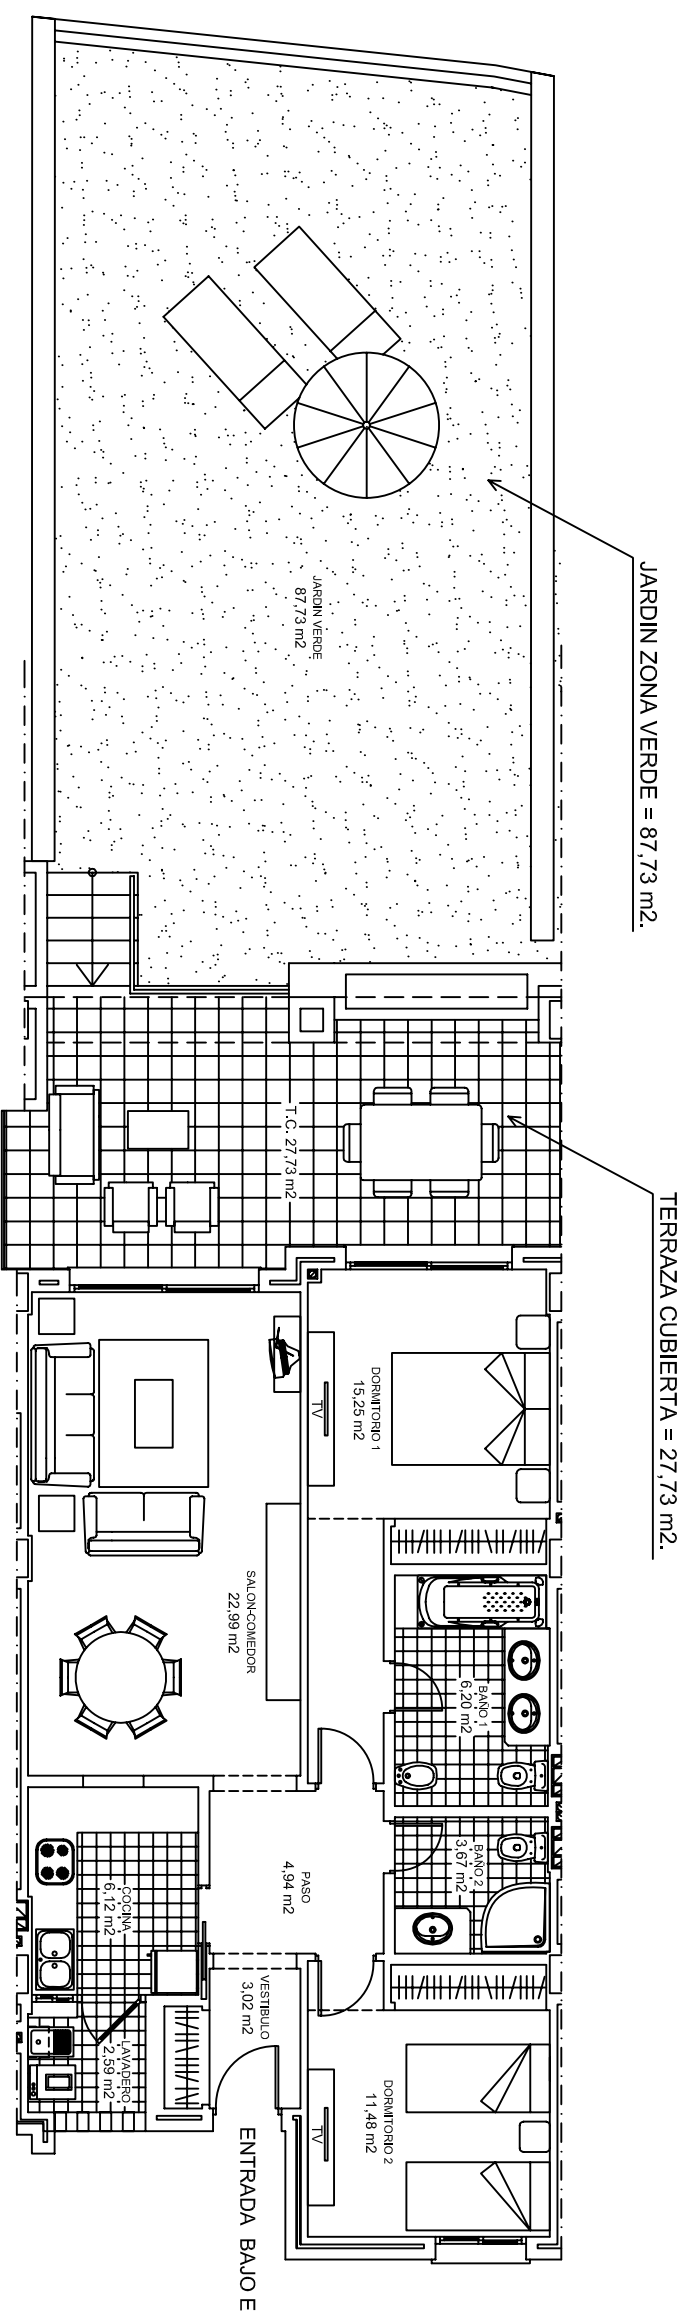 JARDIN ZONA VERDE = 87,73 m2.
JARDIN VERDE
87,73 m2
TERRAZA CUBIERTA = 27,73 m2.
T.C. 27,73 m2
DORMITORIO 1
15,25 m2
TV
SALON-COMEDOR
22,99 m2
BAÑO 1
6,20 m2
BAÑO 2
3,67 m2
PASO
4,94 m2
COCINA
6,12 m2
VESTIBULO
3,02 m2
LAVADERO
2,59 m2
DORMITORIO 2
11,48 m2
TV
ENTRADA BAJO E